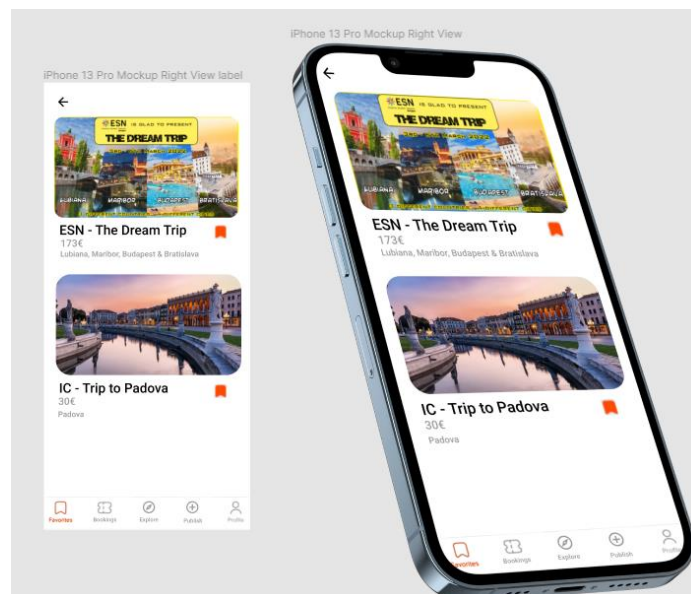 iPhone 13 Pro Mockup Right View
iPhone 13 Pro Mockup Right View label
ESN IS GLAD TO PRESENT
THE DREAM TRIP
LUBIANA MARIBOR BUDAPEST BRATISLAVA
ESN - The Dream Trip
173€
Lubiana, Maribor, Budapest & Bratislava
IC - Trip to Padova
30€
Padova
Favorites Bookings Explore Publish Profile
ESN IS GLAD TO PRESENT
THE DREAM TRIP
LUBIANA MARIBOR BUDAPEST BRATISLAVA
ESN - The Dream Trip
173€
Lubiana, Maribor, Budapest & Bratislava
IC - Trip to Padova
30€
Padova
Favorites Bookings Explore Publish Profile